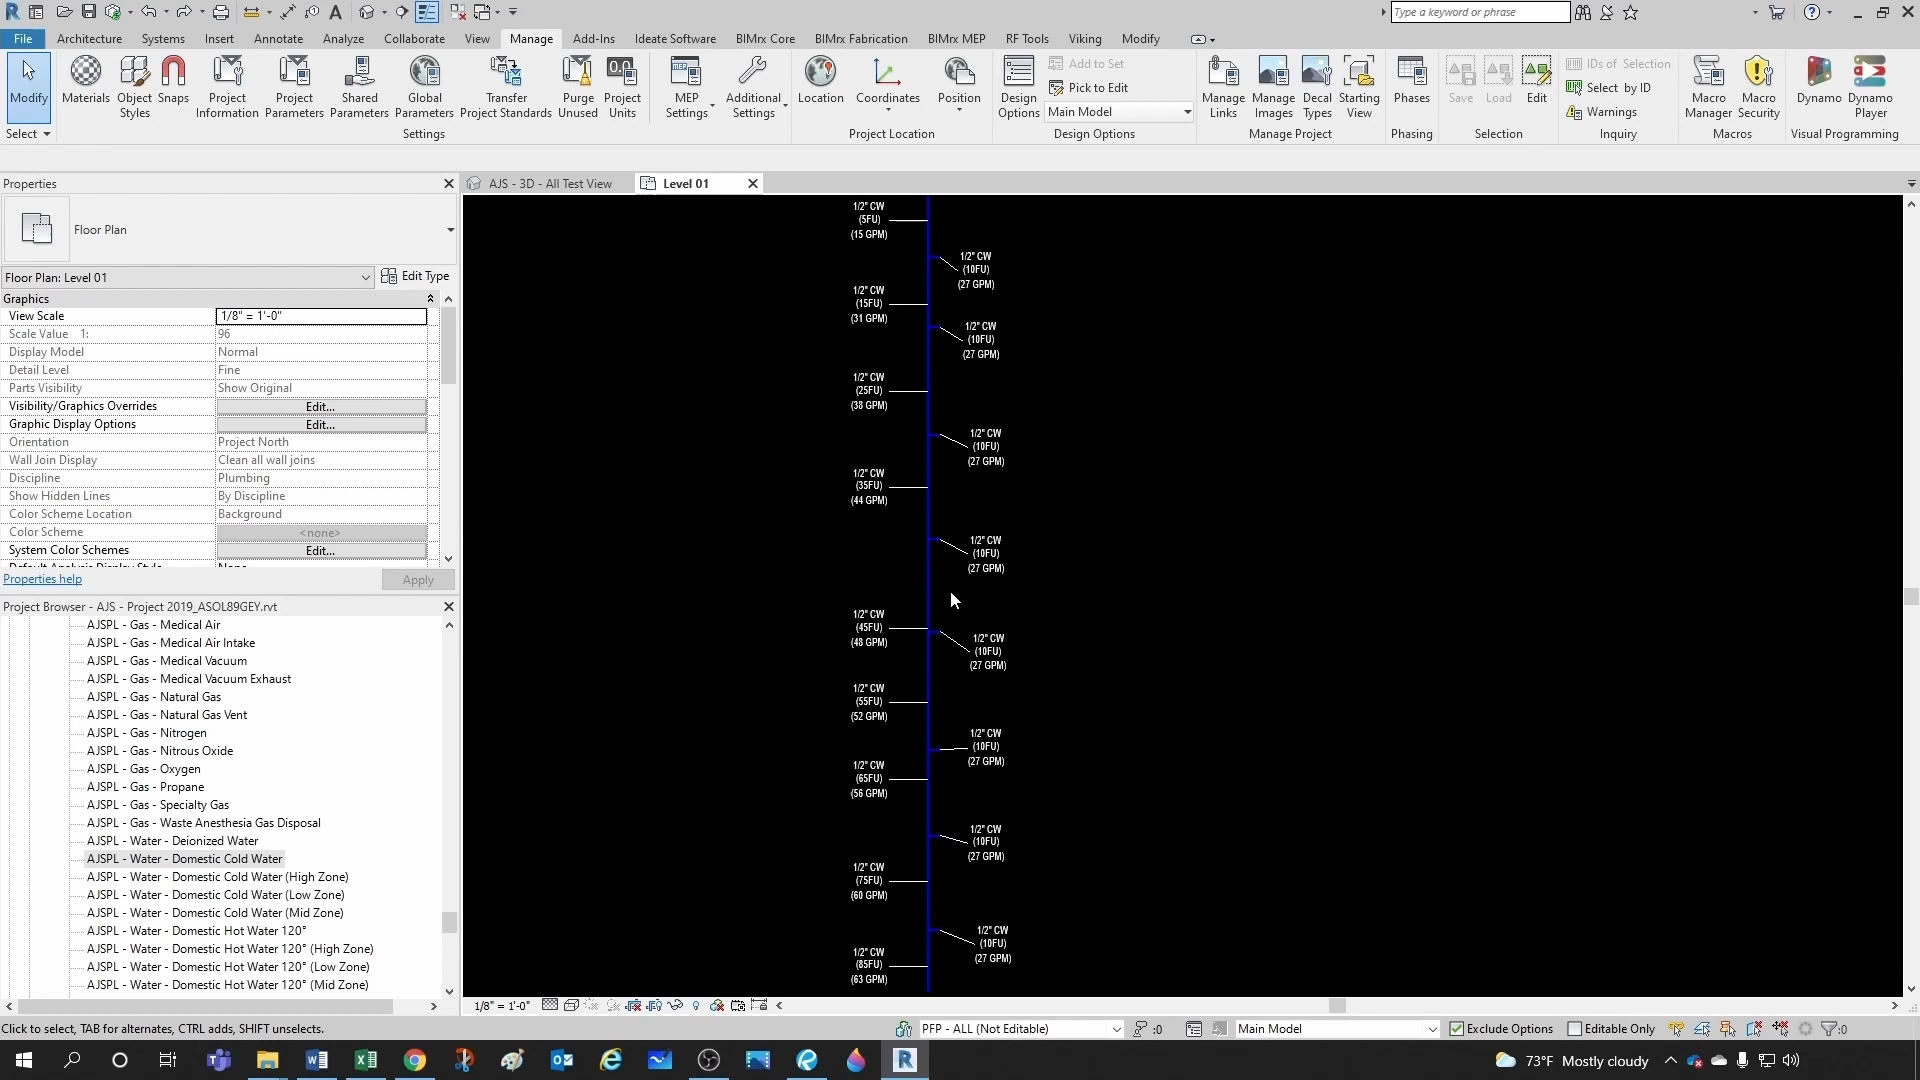 Type a keyword or phrase
File
Architecture
Systems
Insert
Annotate
Analyze
Collaborate
View
Manage
Add-Ins
Ideate Software
BIMrx Core
BIMrx Fabrication
BIMrx MEP
RF Tools
Viking
Modify
Modify
Materials
Object
Styles
Snaps
Project
Information
Project
Parameters
Shared
Parameters
Global
Parameters
Transfer
Project Standards
Purge
Unused
Project
Units
MEP
Settings
Additional
Settings
Location
Coordinates
Position
Design
Options
Add to Set
Pick to Edit
Main Model
Manage
Links
Manage
Images
Decal
Types
Starting
View
Phases
Save
Load
Edit
IDs of Selection
Select by ID
Warnings
Macro
Manager
Macro
Security
Dynamo
Dynamo
Player
Select
Settings
Project Location
Design Options
Manage Project
Phasing
Selection
Inquiry
Macros
Visual Programming
Properties
Floor Plan
Floor Plan: Level 01
Edit Type
Graphics
View Scale 1/8" = 1'-0"
Scale Value 1: 96
Display Model Normal
Detail Level Fine
Parts Visibility Show Original
Visibility/Graphics Overrides Edit...
Graphic Display Options Edit...
Orientation Project North
Wall Join Display Clean all wall joins
Discipline Plumbing
Show Hidden Lines By Discipline
Color Scheme Location Background
Color Scheme <none>
System Color Schemes Edit...
Default Analysis Display Style None
Properties help
Apply
Project Browser - AJS - Project 2019_ASOL89GEY.rvt
AJSPL - Gas - Medical Air
AJSPL - Gas - Medical Air Intake
AJSPL - Gas - Medical Vacuum
AJSPL - Gas - Medical Vacuum Exhaust
AJSPL - Gas - Natural Gas
AJSPL - Gas - Natural Gas Vent
AJSPL - Gas - Nitrogen
AJSPL - Gas - Nitrous Oxide
AJSPL - Gas - Oxygen
AJSPL - Gas - Propane
AJSPL - Gas - Specialty Gas
AJSPL - Gas - Waste Anesthesia Gas Disposal
AJSPL - Water - Deionized Water
AJSPL - Water - Domestic Cold Water
AJSPL - Water - Domestic Cold Water (High Zone)
AJSPL - Water - Domestic Cold Water (Low Zone)
AJSPL - Water - Domestic Cold Water (Mid Zone)
AJSPL - Water - Domestic Hot Water 120°
AJSPL - Water - Domestic Hot Water 120° (High Zone)
AJSPL - Water - Domestic Hot Water 120° (Low Zone)
AJSPL - Water - Domestic Hot Water 120° (Mid Zone)
AJS - 3D - All Test View
Level 01
1/2" CW
(5FU)
(15 GPM)
1/2" CW
(10FU)
(27 GPM)
1/2" CW
(15FU)
(31 GPM)
1/2" CW
(10FU)
(27 GPM)
1/2" CW
(25FU)
(38 GPM)
1/2" CW
(10FU)
(27 GPM)
1/2" CW
(35FU)
(44 GPM)
1/2" CW
(10FU)
(27 GPM)
1/2" CW
(45FU)
(48 GPM)
1/2" CW
(10FU)
(27 GPM)
1/2" CW
(55FU)
(52 GPM)
1/2" CW
(10FU)
(27 GPM)
1/2" CW
(65FU)
(56 GPM)
1/2" CW
(10FU)
(27 GPM)
1/2" CW
(75FU)
(60 GPM)
1/2" CW
(10FU)
(27 GPM)
1/2" CW
(85FU)
(63 GPM)
1/8" = 1'-0"
Click to select, TAB for alternates, CTRL adds, SHIFT unselects.
PFP - ALL (Not Editable)
:0
Main Model
Exclude Options
Editable Only
:0
73°F Mostly cloudy